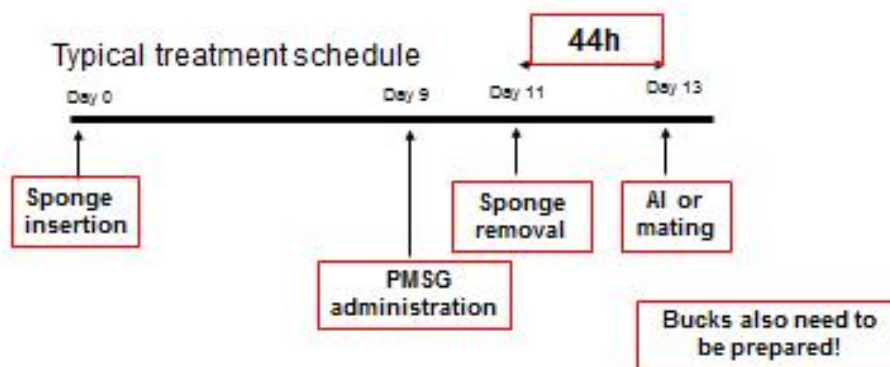 44h
Typical treatment schedule
Day 0
Day 9
Day 11
Day 13
Sponge
insertion
Sponge
removal
AI or
mating
PMSG
administration
Bucks also need to
be prepared!